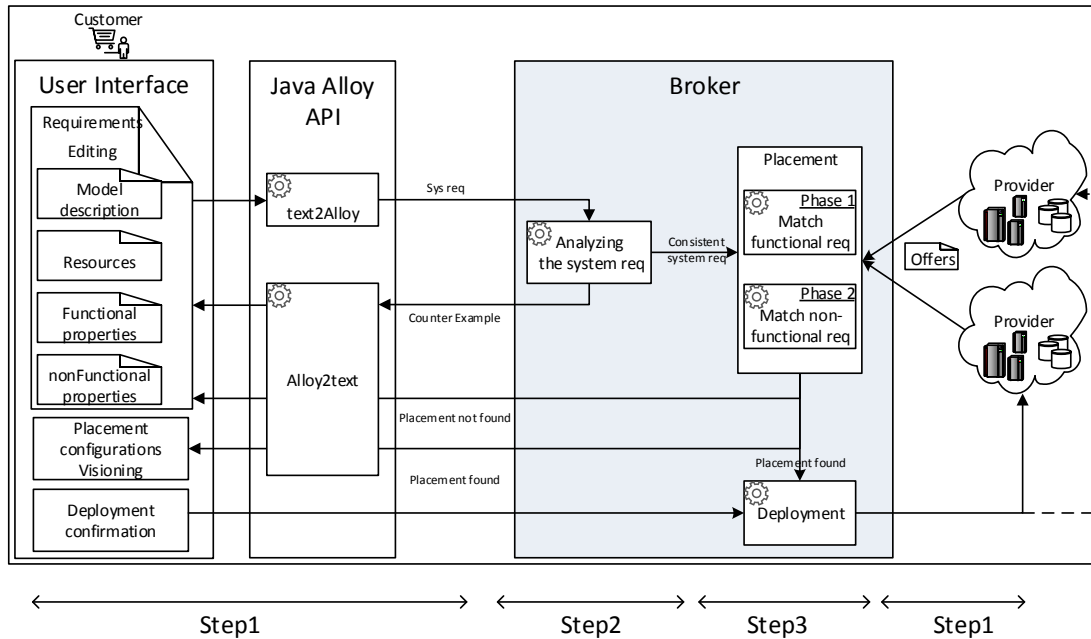 Customer
User Interface
Requirements
Editing
Model
description
Resources
Functional
properties
nonFunctional
properties
Placement
configurations
Visioning
Deployment
confirmation
Java Alloy
API
text2Alloy
Alloy2text
Sys req
Counter Example
Placement not found
Placement found
Broker
Analyzing
the system req
Consistent
system req
Placement
Phase 1
Match
functional req
Phase 2
Match non-
functional req
Placement found
Deployment
Offers
Provider
Provider
Step1
Step2
Step3
Step1